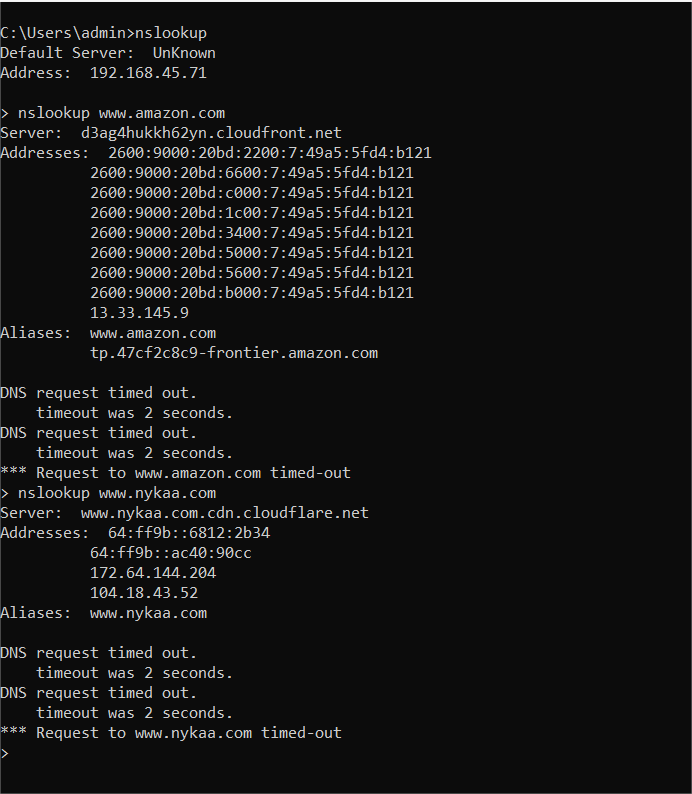 C:\Users\admin>nslookup
Default Server:  UnKnown
Address:  192.168.45.71

> nslookup www.amazon.com
Server:  d3ag4hukkh62yn.cloudfront.net
Addresses:  2600:9000:20bd:2200:7:49a5:5fd4:b121
          2600:9000:20bd:6600:7:49a5:5fd4:b121
          2600:9000:20bd:c000:7:49a5:5fd4:b121
          2600:9000:20bd:1c00:7:49a5:5fd4:b121
          2600:9000:20bd:3400:7:49a5:5fd4:b121
          2600:9000:20bd:5000:7:49a5:5fd4:b121
          2600:9000:20bd:5600:7:49a5:5fd4:b121
          2600:9000:20bd:b000:7:49a5:5fd4:b121
          13.33.145.9
Aliases:  www.amazon.com
          tp.47cf2c8c9-frontier.amazon.com

DNS request timed out.
    timeout was 2 seconds.
DNS request timed out.
    timeout was 2 seconds.
*** Request to www.amazon.com timed-out
> nslookup www.nykaa.com
Server:  www.nykaa.com.cdn.cloudflare.net
Addresses:  64:ff9b::6812:2b34
          64:ff9b::ac40:90cc
          172.64.144.204
          104.18.43.52
Aliases:  www.nykaa.com

DNS request timed out.
    timeout was 2 seconds.
DNS request timed out.
    timeout was 2 seconds.
*** Request to www.nykaa.com timed-out
>